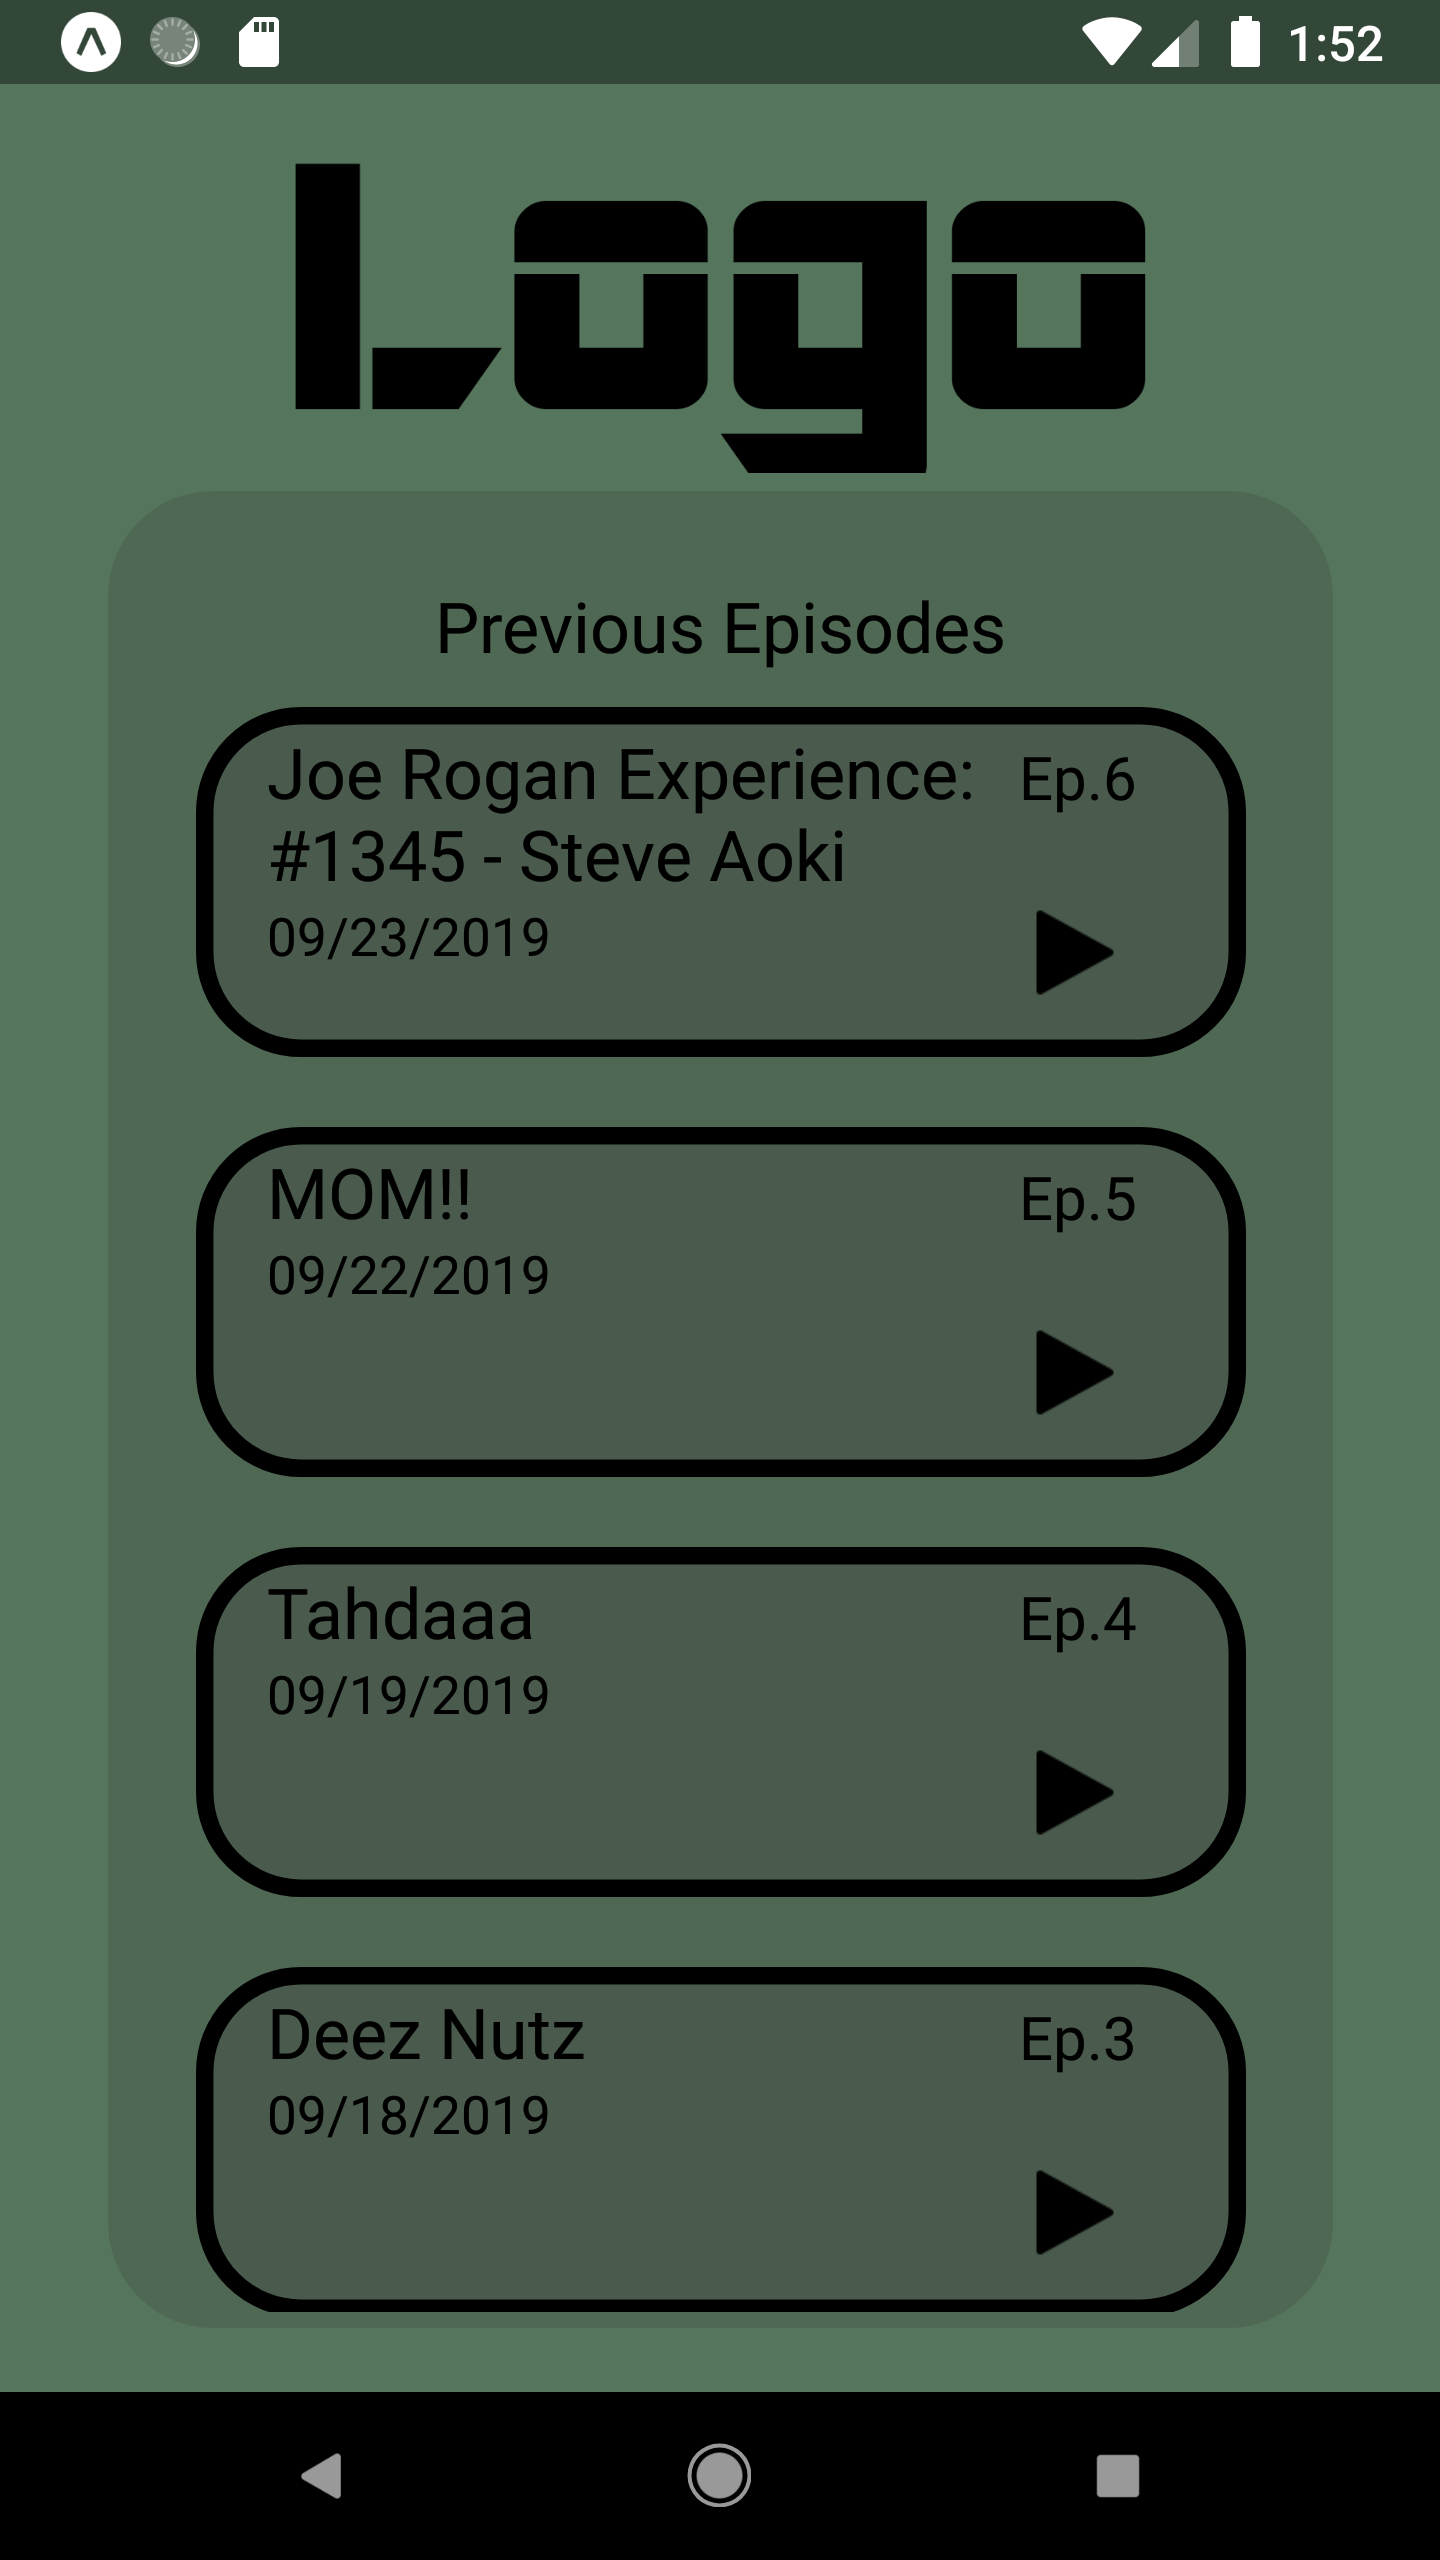 1:52
Logo
Previous Episodes
Joe Rogan Experience: Ep.6
#1345 - Steve Aoki
09/23/2019
MOM!! Ep.5
09/22/2019
Tahdaaa Ep.4
09/19/2019
Deez Nutz Ep.3
09/18/2019